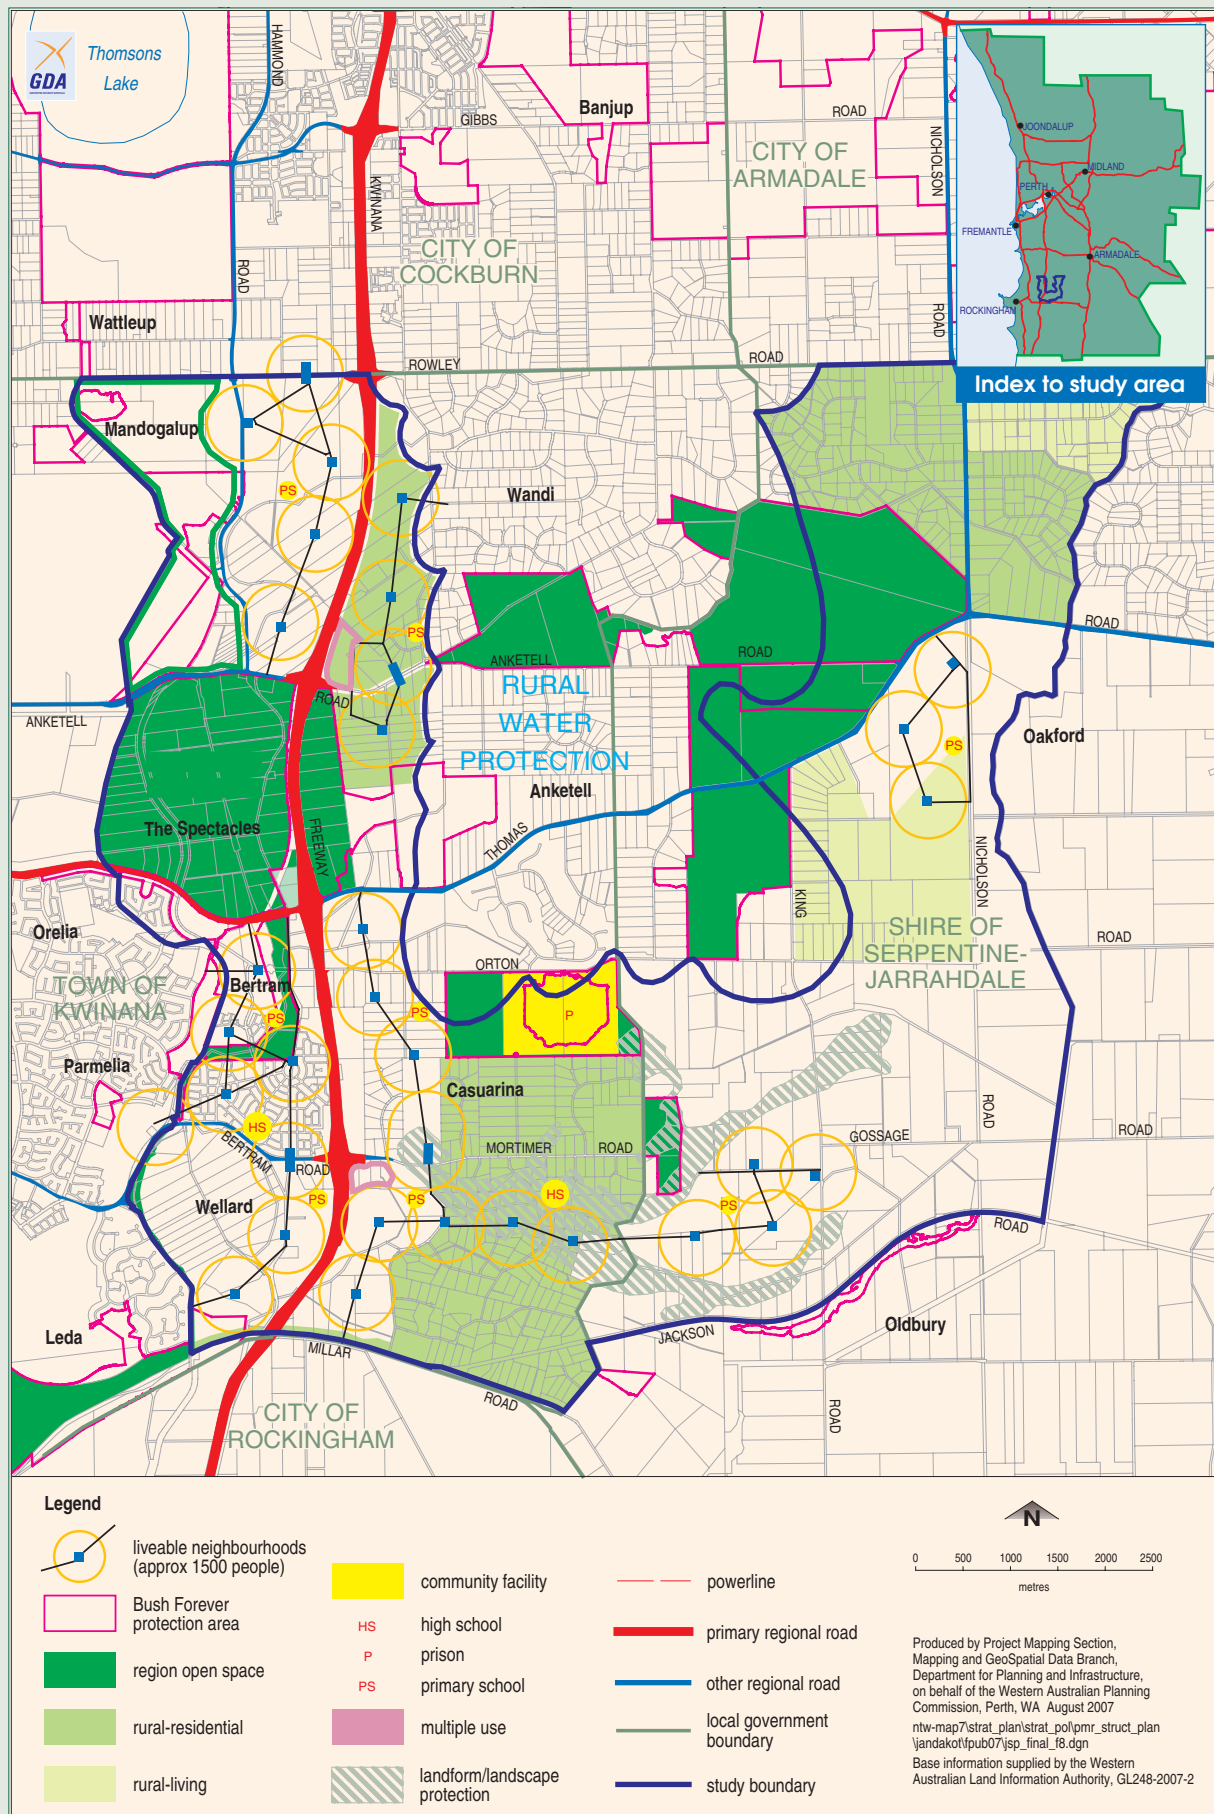 GDA
Thomsons
Lake
HAMMOND
ROAD
GIBBS
Banjup
ROAD
CITY OF
ARMADALE
NICHOLSON
ROAD
KWINANA
CITY OF
COCKBURN
Wattleup
ROWLEY
ROAD
JOONDALUP
MIDLAND
PERTH
FREMANTLE
ARMADALE
ROCKINGHAM
Index to study area
Mandogalup
PS
Wandi
PS
ANKETELL
ROAD
ROAD
ROAD
ANKETELL
RURAL
WATER
PROTECTION
Anketell
PS
Oakford
The Spectacles
FREEWAY
THOMAS
NICHOLSON
KING
Orelia
TOWN OF
KWINANA
Bertram
ORTON
SHIRE OF
SERPENTINE-
JARRAHDALE
ROAD
PS
PS
P
Parmelia
Casuarina
HS
BERTRAM
ROAD
MORTIMER
ROAD
GOSSAGE
ROAD
ROAD
Wellard
PS
PS
HS
PS
ROAD
Leda
MILLAR
ROAD
JACKSON
Oldbury
ROAD
CITY OF
ROCKINGHAM
Legend
liveable neighbourhoods
(approx 1500 people)
Bush Forever
protection area
region open space
rural-residential
rural-living
community facility
HS high school
P prison
PS primary school
multiple use
landform/landscape
protection
powerline
primary regional road
other regional road
local government
boundary
study boundary
N
0 500 1000 1500 2000 2500
metres
Produced by Project Mapping Section,
Mapping and GeoSpatial Data Branch,
Department for Planning and Infrastructure,
on behalf of the Western Australian Planning
Commission, Perth, WA August 2007
ntw-map7\strat_plan\strat_pol\pmr_struct_plan
\jandakot\fpub07\jsp_final_f8.dgn
Base information supplied by the Western
Australian Land Information Authority, GL248-2007-2